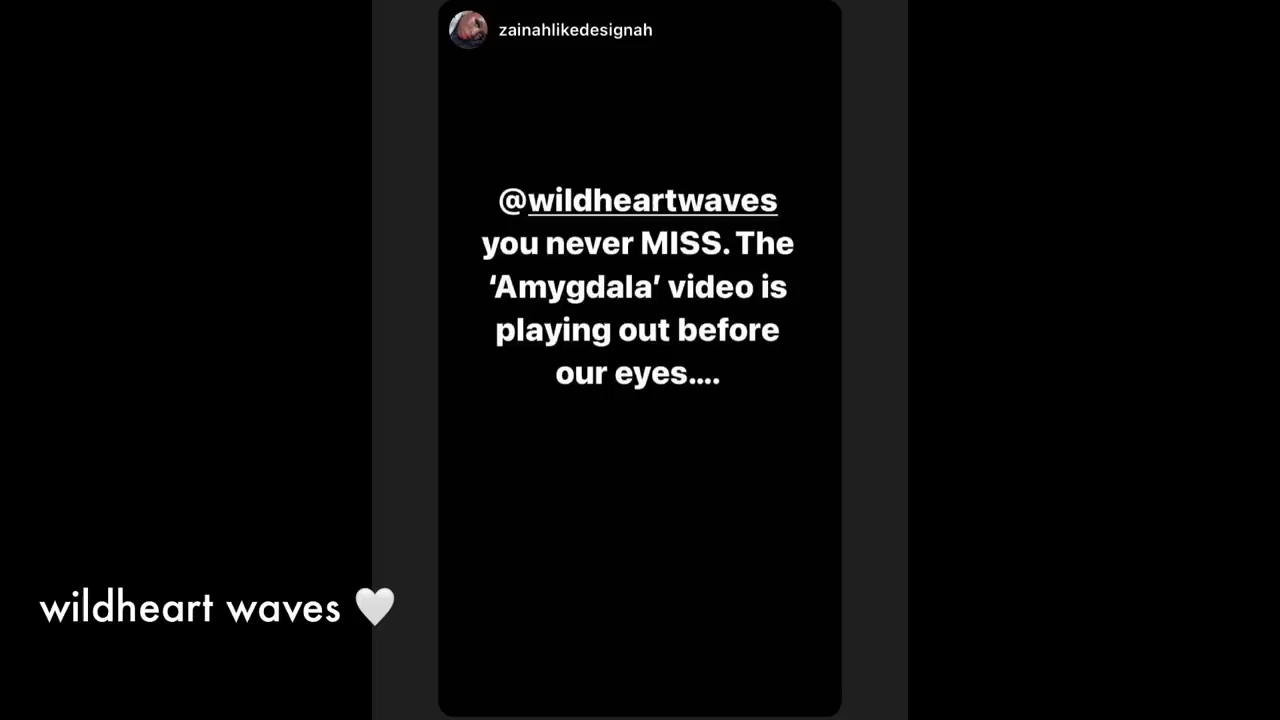 zainahlikedesignah
@wildheartwaves
you never MISS. The
‘Amygdala’ video is
playing out before
our eyes....
wildheart waves 🤍